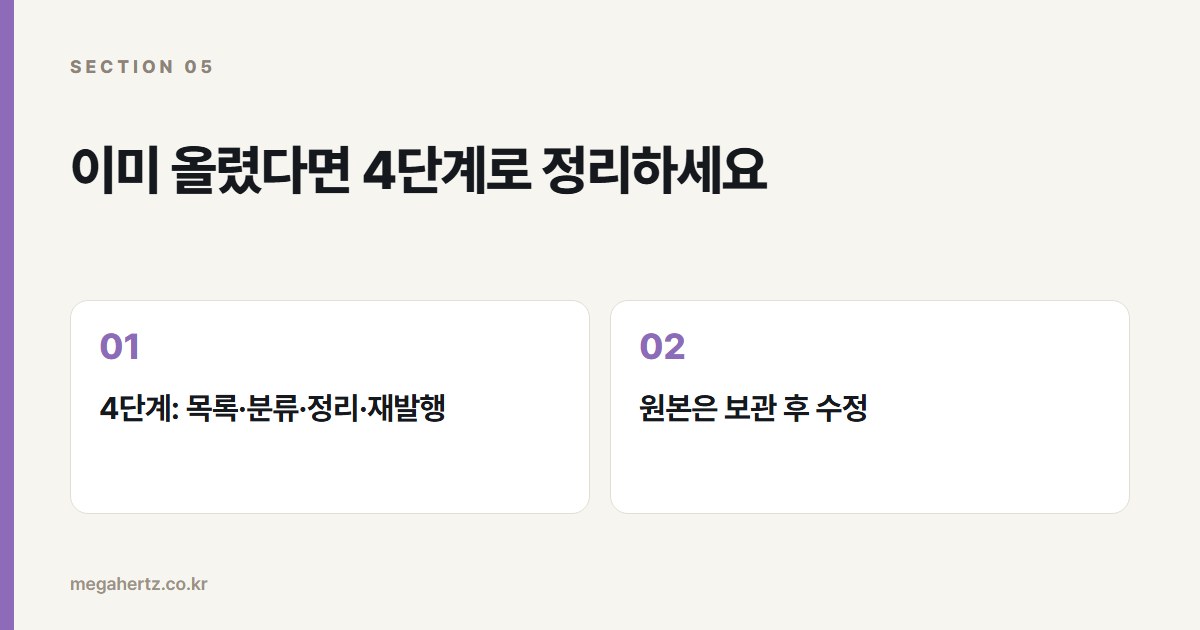 SECTION 05
이미 올렸다면 4단계로 정리하세요
01
4단계: 목록·분류·정리·재발행
02
원본은 보관 후 수정
megahertz.co.kr